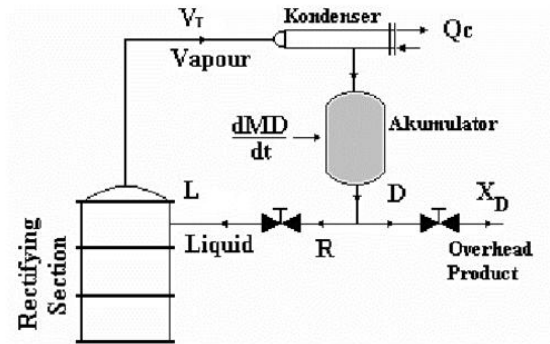 V_T
Vapour
Kondenser
Qc
dMD
dt
Akumulator
L
Liquid
R
D
X_D
Overhead
Product
Rectifying
Section